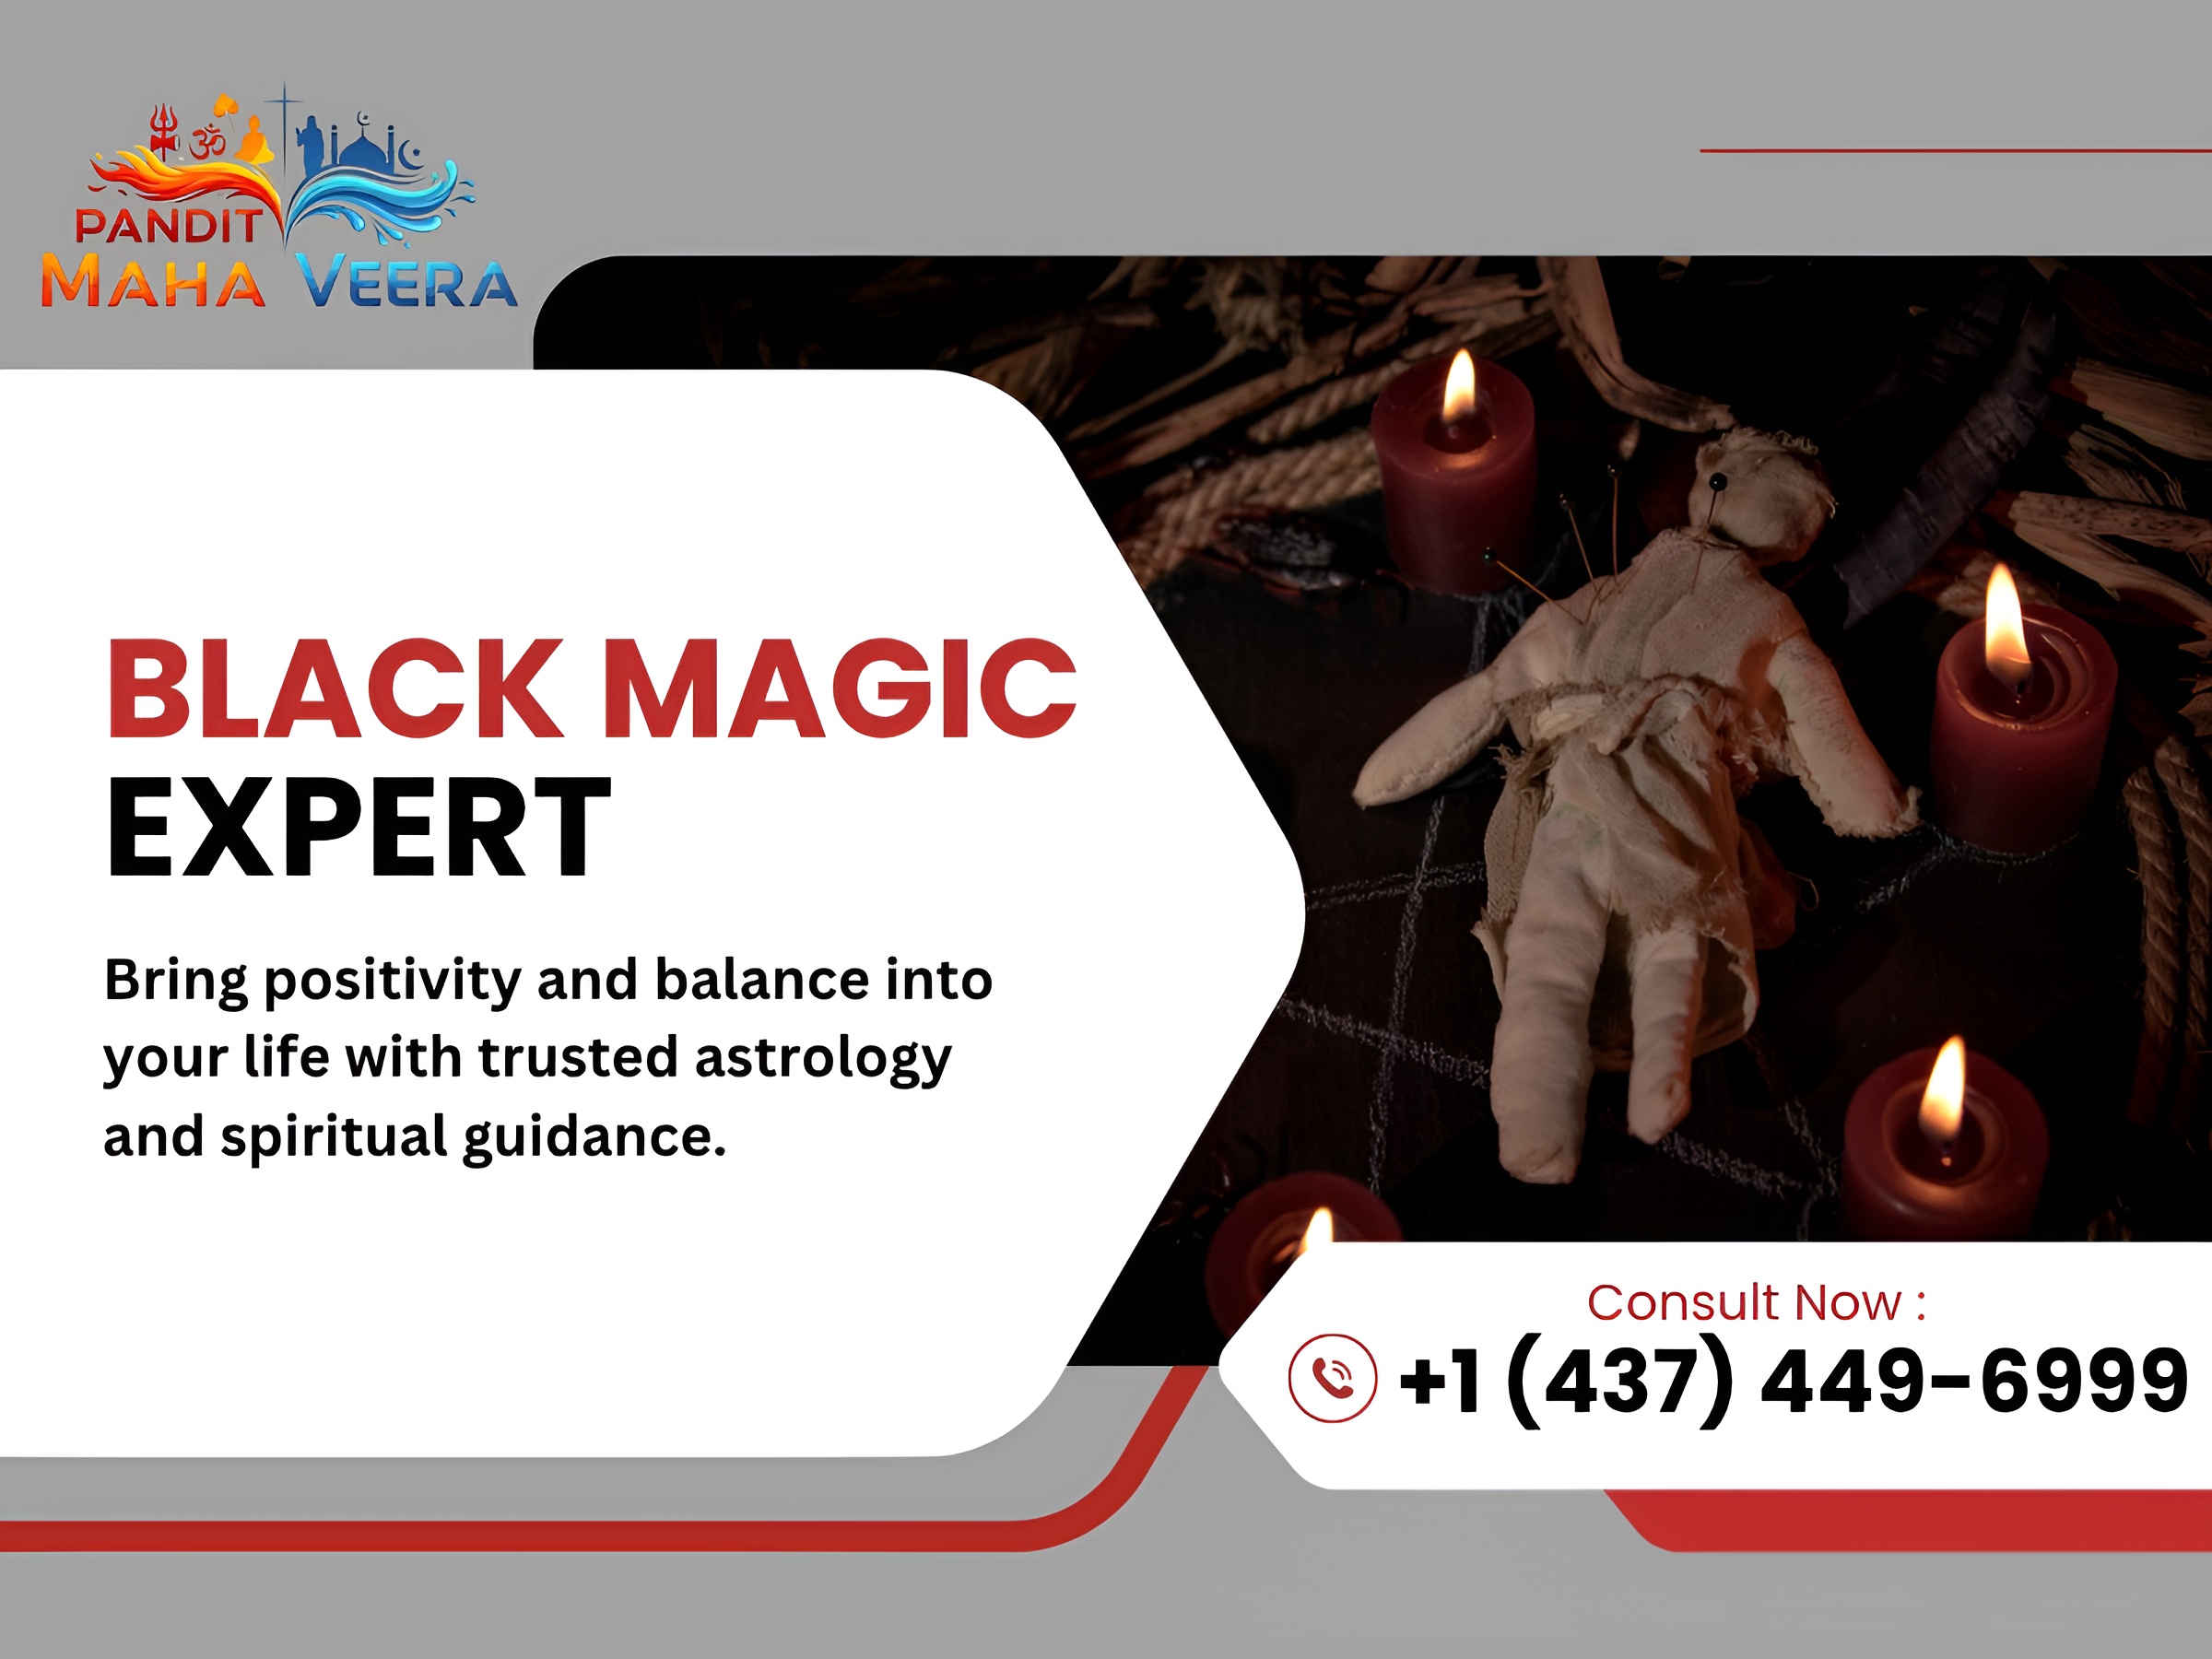 PANDIT
MAHA VEERA
BLACK MAGIC
EXPERT
Bring positivity and balance into
your life with trusted astrology
and spiritual guidance.
Consult Now :
+1 (437) 449-6999